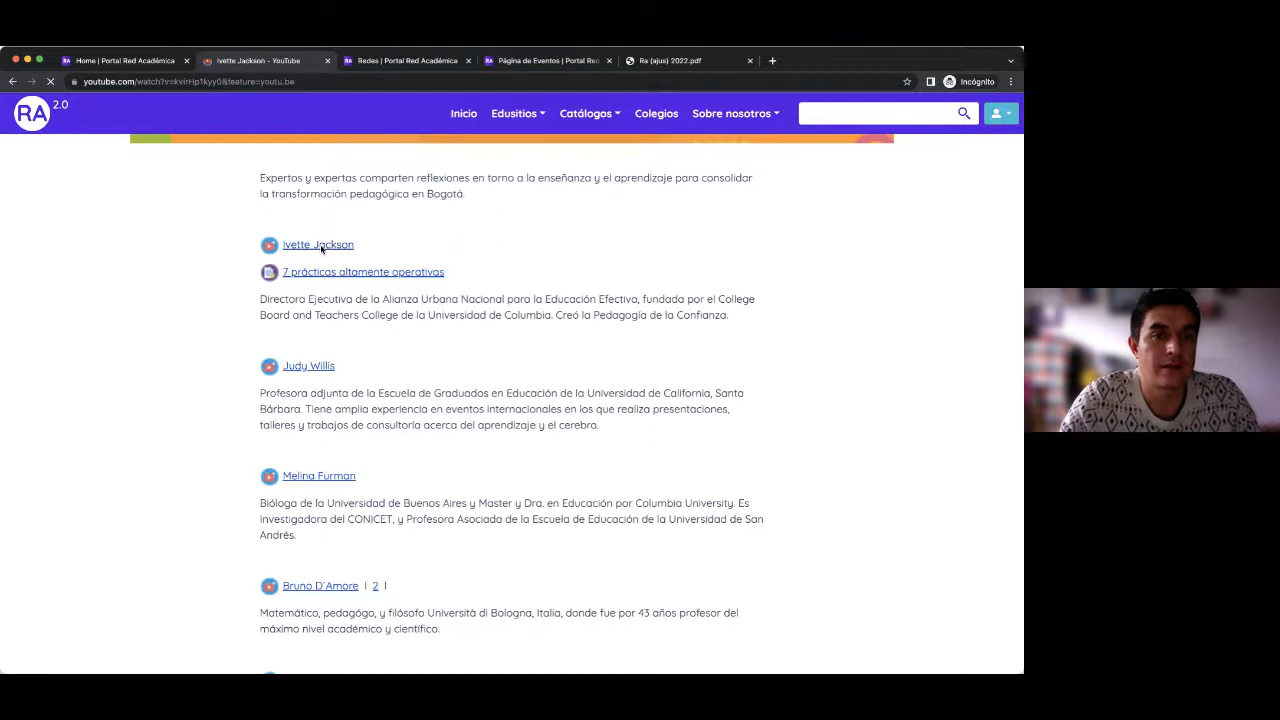 Home | Portal Red Académica
Ivette Jackson - YouTube
Redes | Portal Red Académica
Página de Eventos | Portal Red
Ra (ajus) 2022.pdf
youtube.com/watch?v=kvirHp1kyy0&feature=youtu.be
Incógnito
RA 2.0
Inicio
Edusitios
Catálogos
Colegios
Sobre nosotros
Expertos y expertas comparten reflexiones en torno a la enseñanza y el aprendizaje para consolidar
la transformación pedagógica en Bogotá.
Ivette Jackson
7 prácticas altamente operativas
Directora Ejecutiva de la Alianza Urbana Nacional para la Educación Efectiva, fundada por el College
Board and Teachers College de la Universidad de Columbia. Creó la Pedagogía de la Confianza.
Judy Willis
Profesora adjunta de la Escuela de Graduados en Educación de la Universidad de California, Santa
Bárbara. Tiene amplia experiencia en eventos internacionales en los que realiza presentaciones,
talleres y trabajos de consultoría acerca del aprendizaje y el cerebro.
Melina Furman
Bióloga de la Universidad de Buenos Aires y Master y Dra. en Educación por Columbia University. Es
Investigadora del CONICET, y Profesora Asociada de la Escuela de Educación de la Universidad de San
Andrés.
Bruno D´Amore | 2 |
Matemático, pedagógo, y filósofo Università di Bologna, Italia, donde fue por 43 años profesor del
máximo nivel académico y científico.